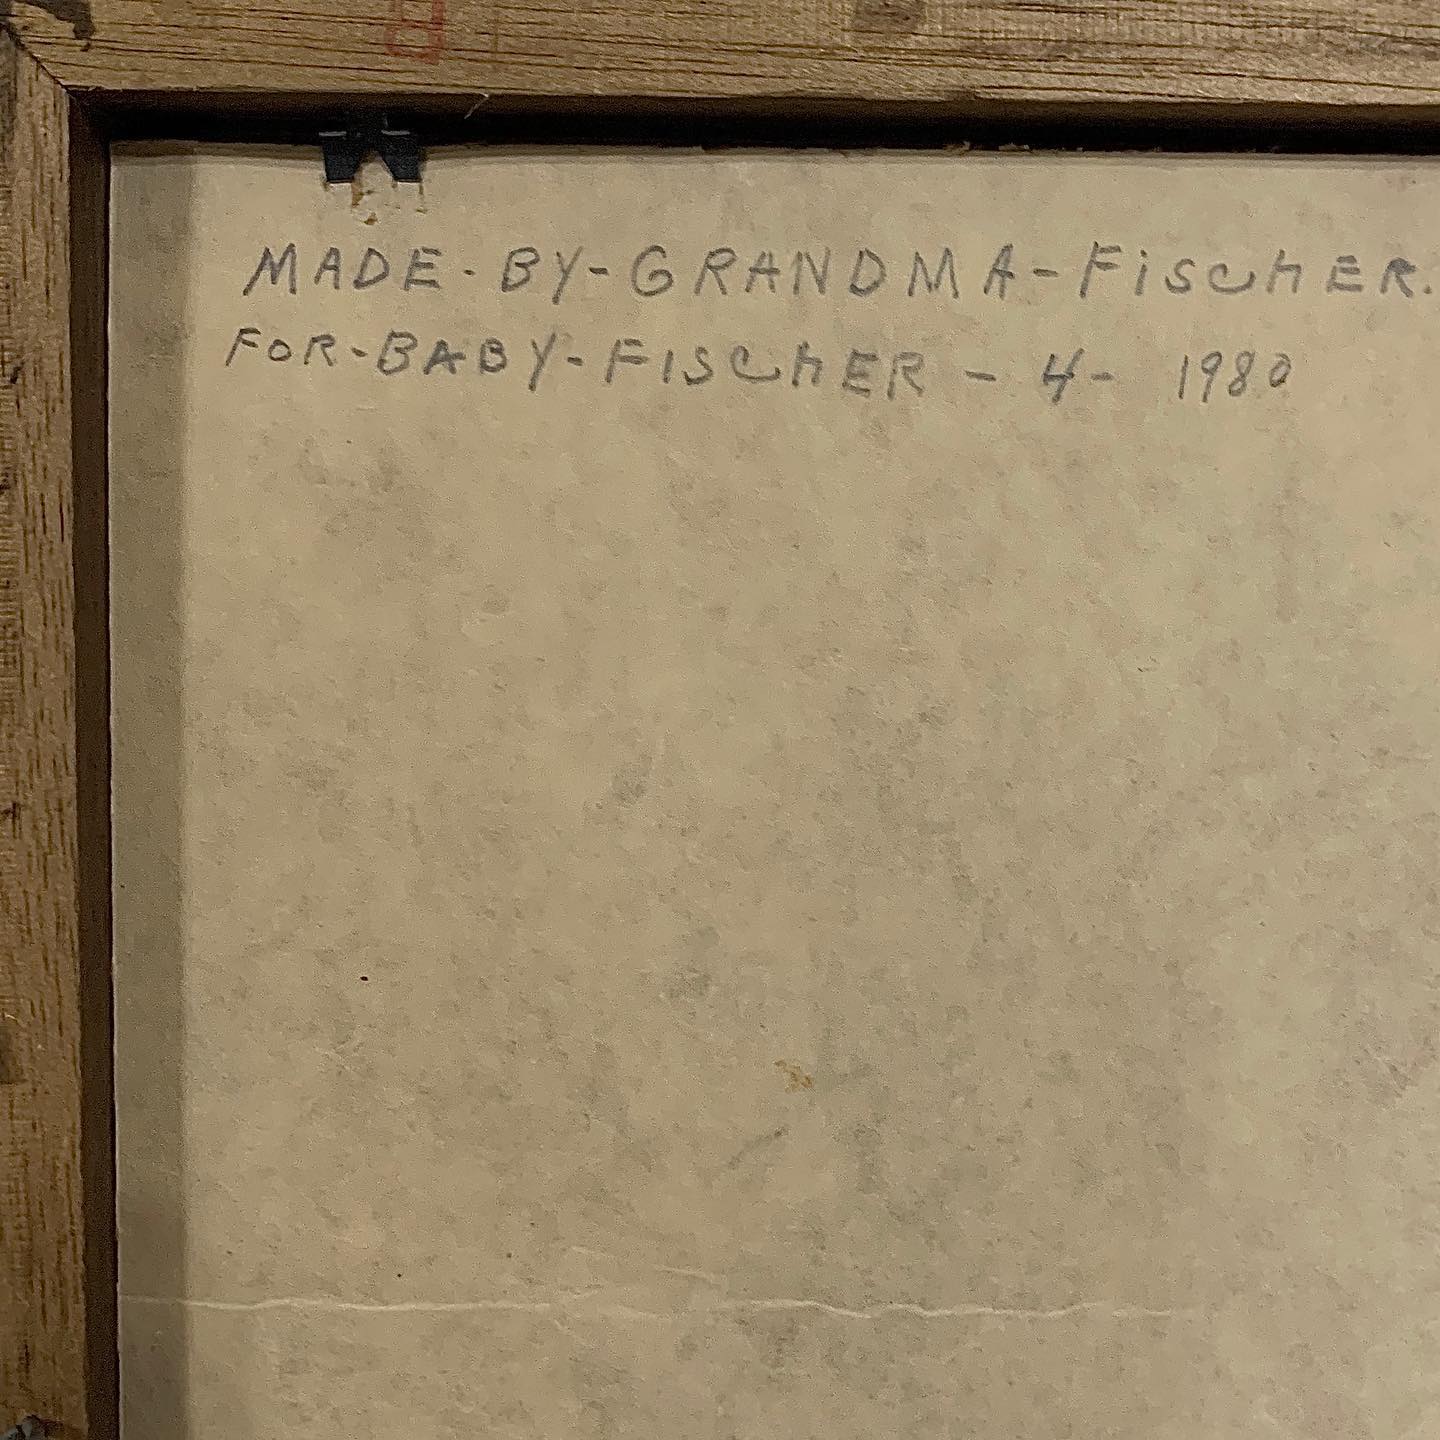 MADE-BY-GRANDMA-FiscHER.
FOR-BABY-FIScHER - 4- 1980